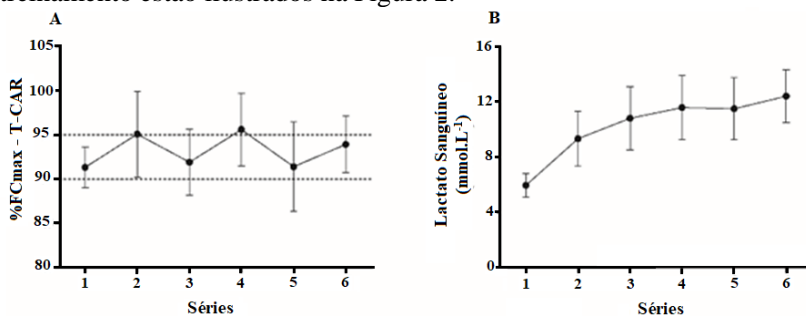 treinamento estão ilustrados na Figura 2.
A
105
100
95
90
85
80
%FCmax - T-CAR
1 2 3 4 5 6
Séries
B
16
12
8
4
0
Lactato Sanguíneo
(mmol.L-1)
1 2 3 4 5 6
Séries